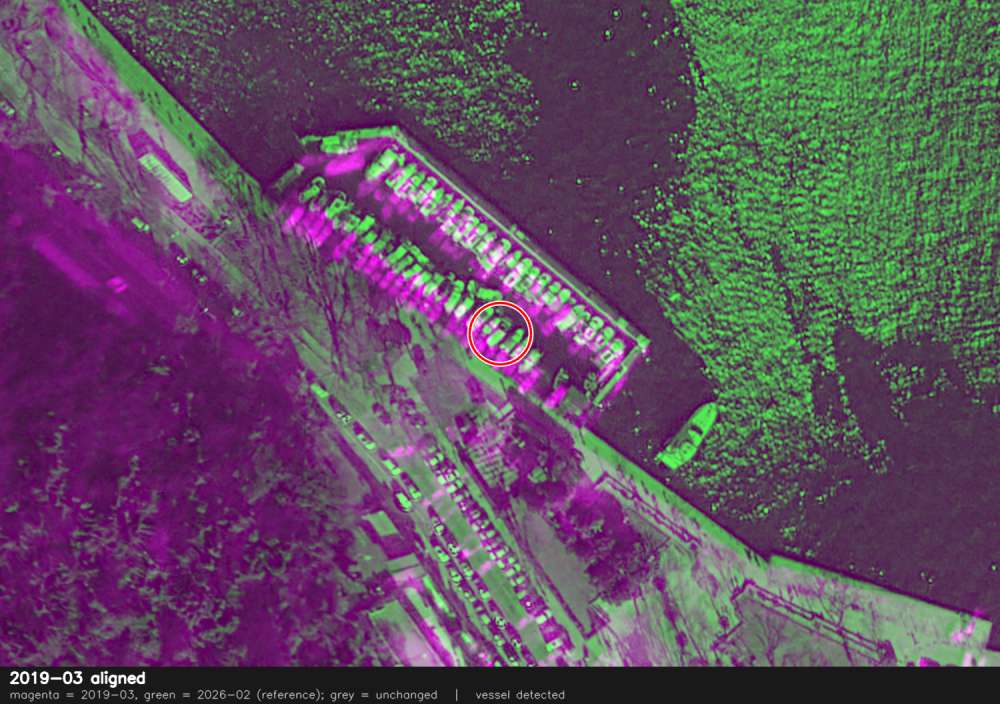 2019-03 aligned
magenta = 2019-03, green = 2026-02 (reference); grey = unchanged | vessel detected